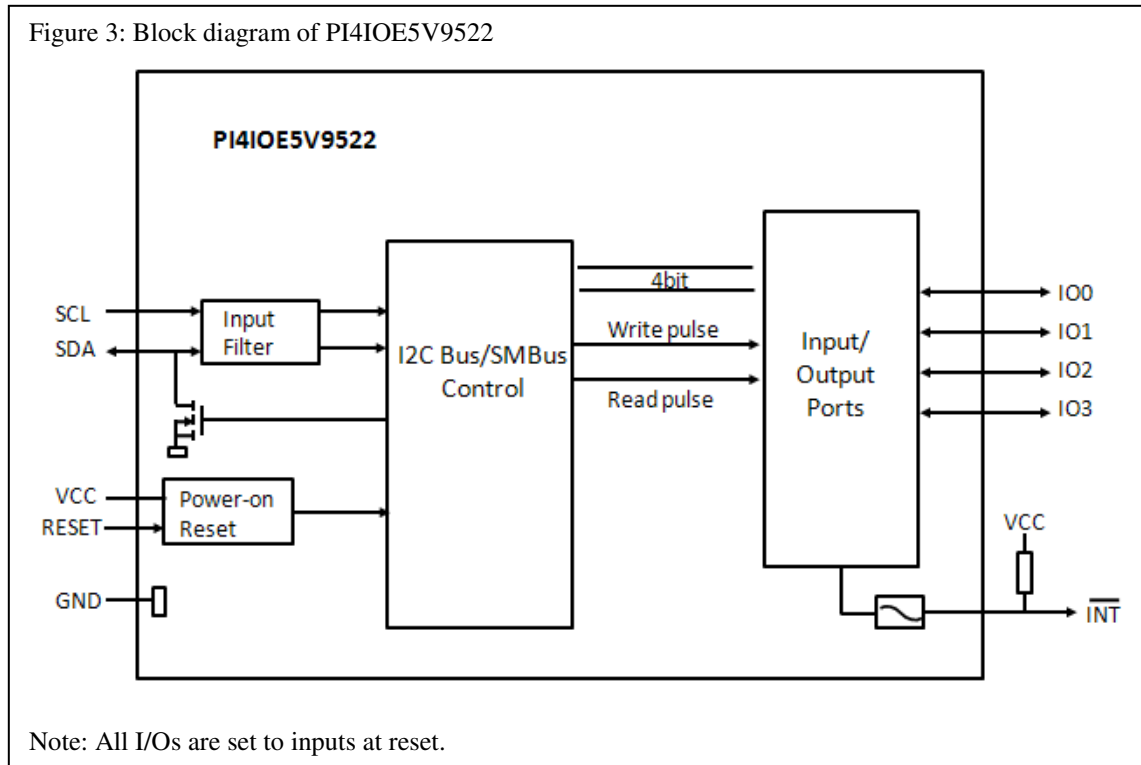 Figure 3: Block diagram of PI4IOE5V9522
PI4IOE5V9522
SCL
SDA
Input
Filter
I2C Bus/SMBus
Control
4bit
Write pulse
Read pulse
Input/
Output
Ports
IO0
IO1
IO2
IO3
VCC
RESET
Power-on
Reset
GND
VCC
INT
Note: All I/Os are set to inputs at reset.